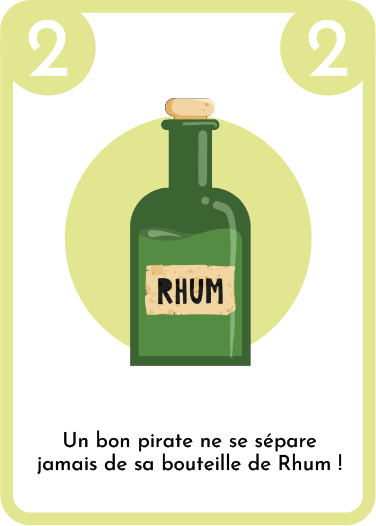 2 2
RHUM
Un bon pirate ne se sépare
jamais de sa bouteille de Rhum !